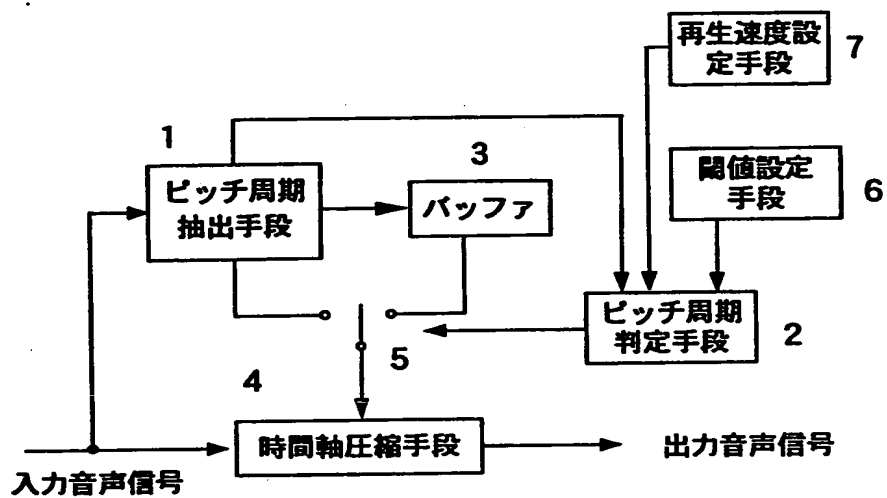 再生速度設
定手段
7
1
3
閾値設定
手段
6
ピッチ周期
抽出手段
バッファ
ピッチ周期
判定手段
2
5
4
時間軸圧縮手段
出力音声信号
入力音声信号